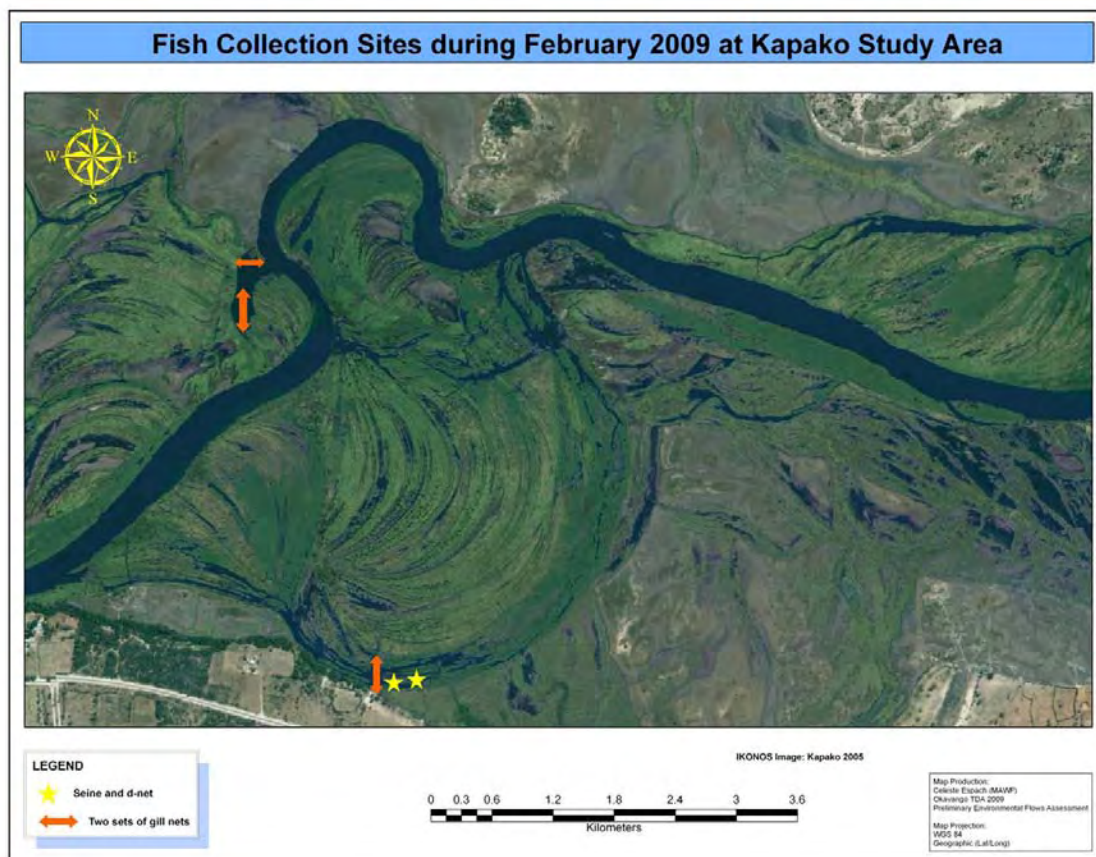 Fish Collection Sites during February 2009 at Kapako Study Area
N
W E
S
LEGEND
Seine and d-net
Two sets of gill nets
IKONOS Image: Kapako 2005
0 0.3 0.6 1.2 1.8 2.4 3 3.6
Kilometers
Map Production:
Celeste Espach (MAWF)
Okavango TDA 2009
Preliminary Environmental Flows Assessment
Map Projection:
WGS 84
Geographic (Lat/Long)